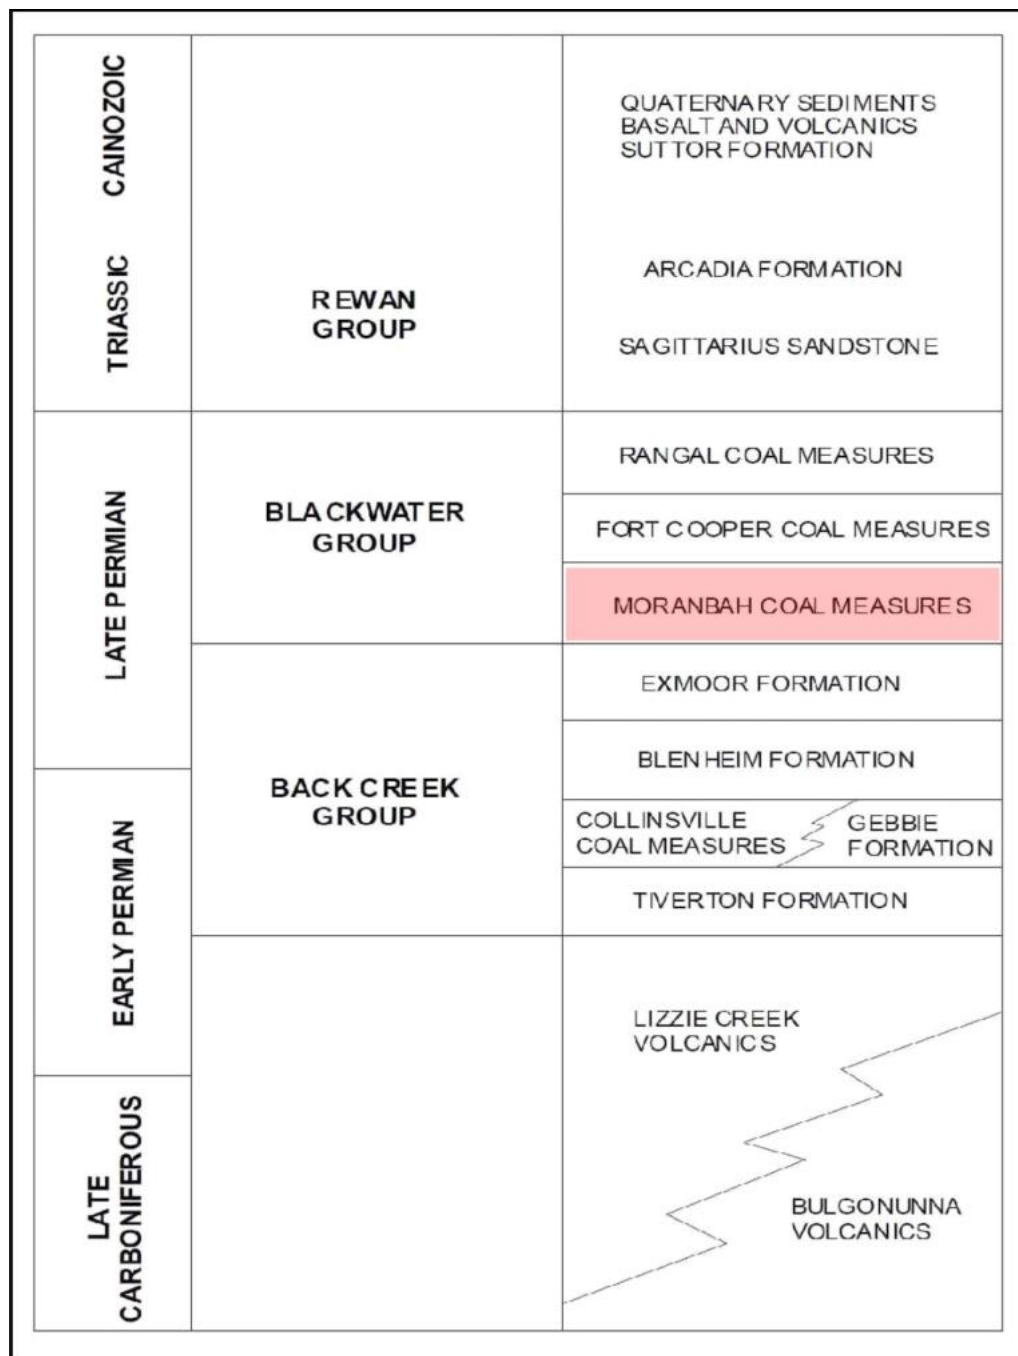 CAINOZOIC
QUATERNARY SEDIMENTS
BASALT AND VOLCANICS
SUTTOR FORMATION
TRIASSIC
REWAN
GROUP
ARCADIA FORMATION
SAGITTARIUS SANDSTONE
LATE PERMIAN
BLACKWATER
GROUP
RANGAL COAL MEASURES
FORT COOPER COAL MEASURES
MORANBAH COAL MEASURES
BACK CREEK
GROUP
EXMOOR FORMATION
BLENHEIM FORMATION
EARLY PERMIAN
COLLINSVILLE
COAL MEASURES
GEBBIE
FORMATION
TIVERTON FORMATION
LIZZIE CREEK
VOLCANICS
LATE
CARBONIFEROUS
BULGONUNNA
VOLCANICS